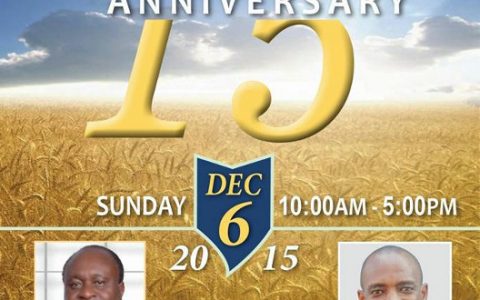 ANNIVERSARY
15
DEC
SUNDAY 6 10:00AM - 5:00PM
20 15